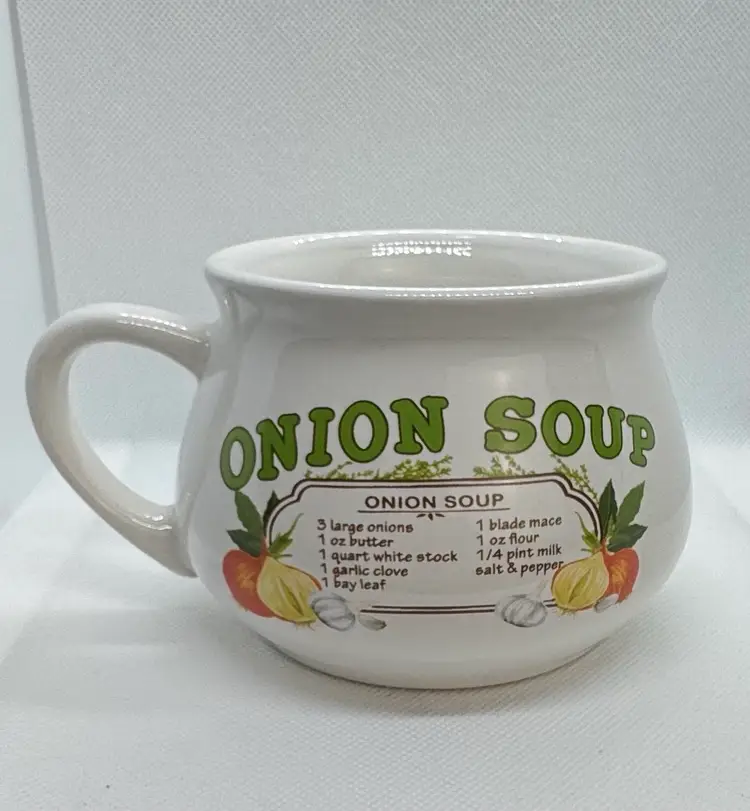 ONION SOUP
ONION SOUP
3 large onions
1 oz butter
1 quart white stock
1 garlic clove
1 bay leaf
1 blade mace
1 oz flour
1/4 pint milk
salt & pepper